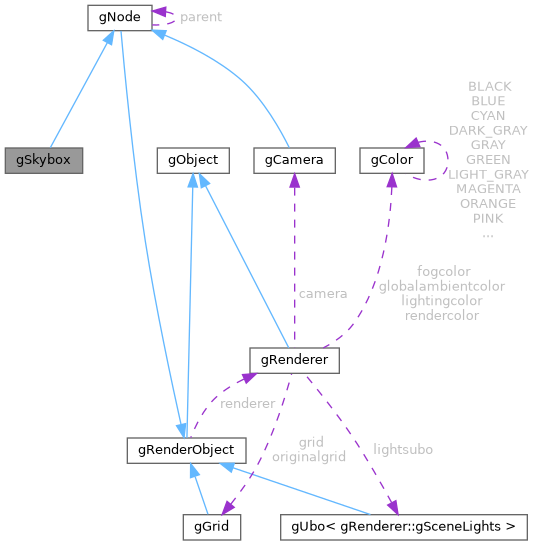 gNode
parent
gSkybox
gObject
gCamera
gColor
BLACK
BLUE
CYAN
DARK_GRAY
GRAY
GREEN
LIGHT_GRAY
MAGENTA
ORANGE
PINK
...
fogcolor
globalambientcolor
lightingcolor
rendercolor
camera
gRenderer
renderer
grid
originalgrid
lightsubo
gRenderObject
gGrid
gUbo< gRenderer::gSceneLights >